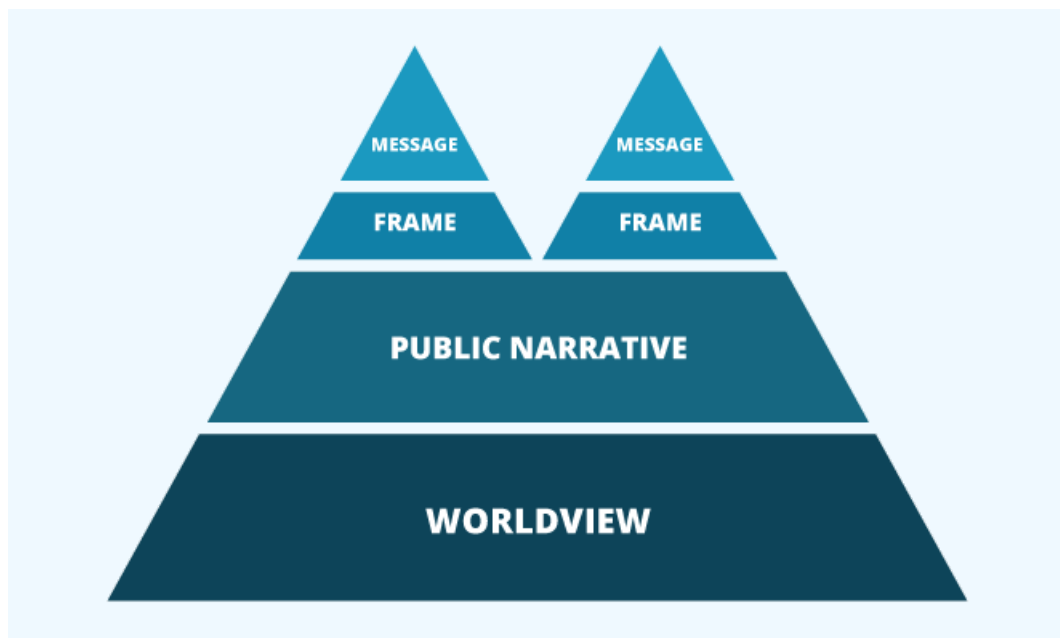 MESSAGE
MESSAGE
FRAME
FRAME
PUBLIC NARRATIVE
WORLDVIEW